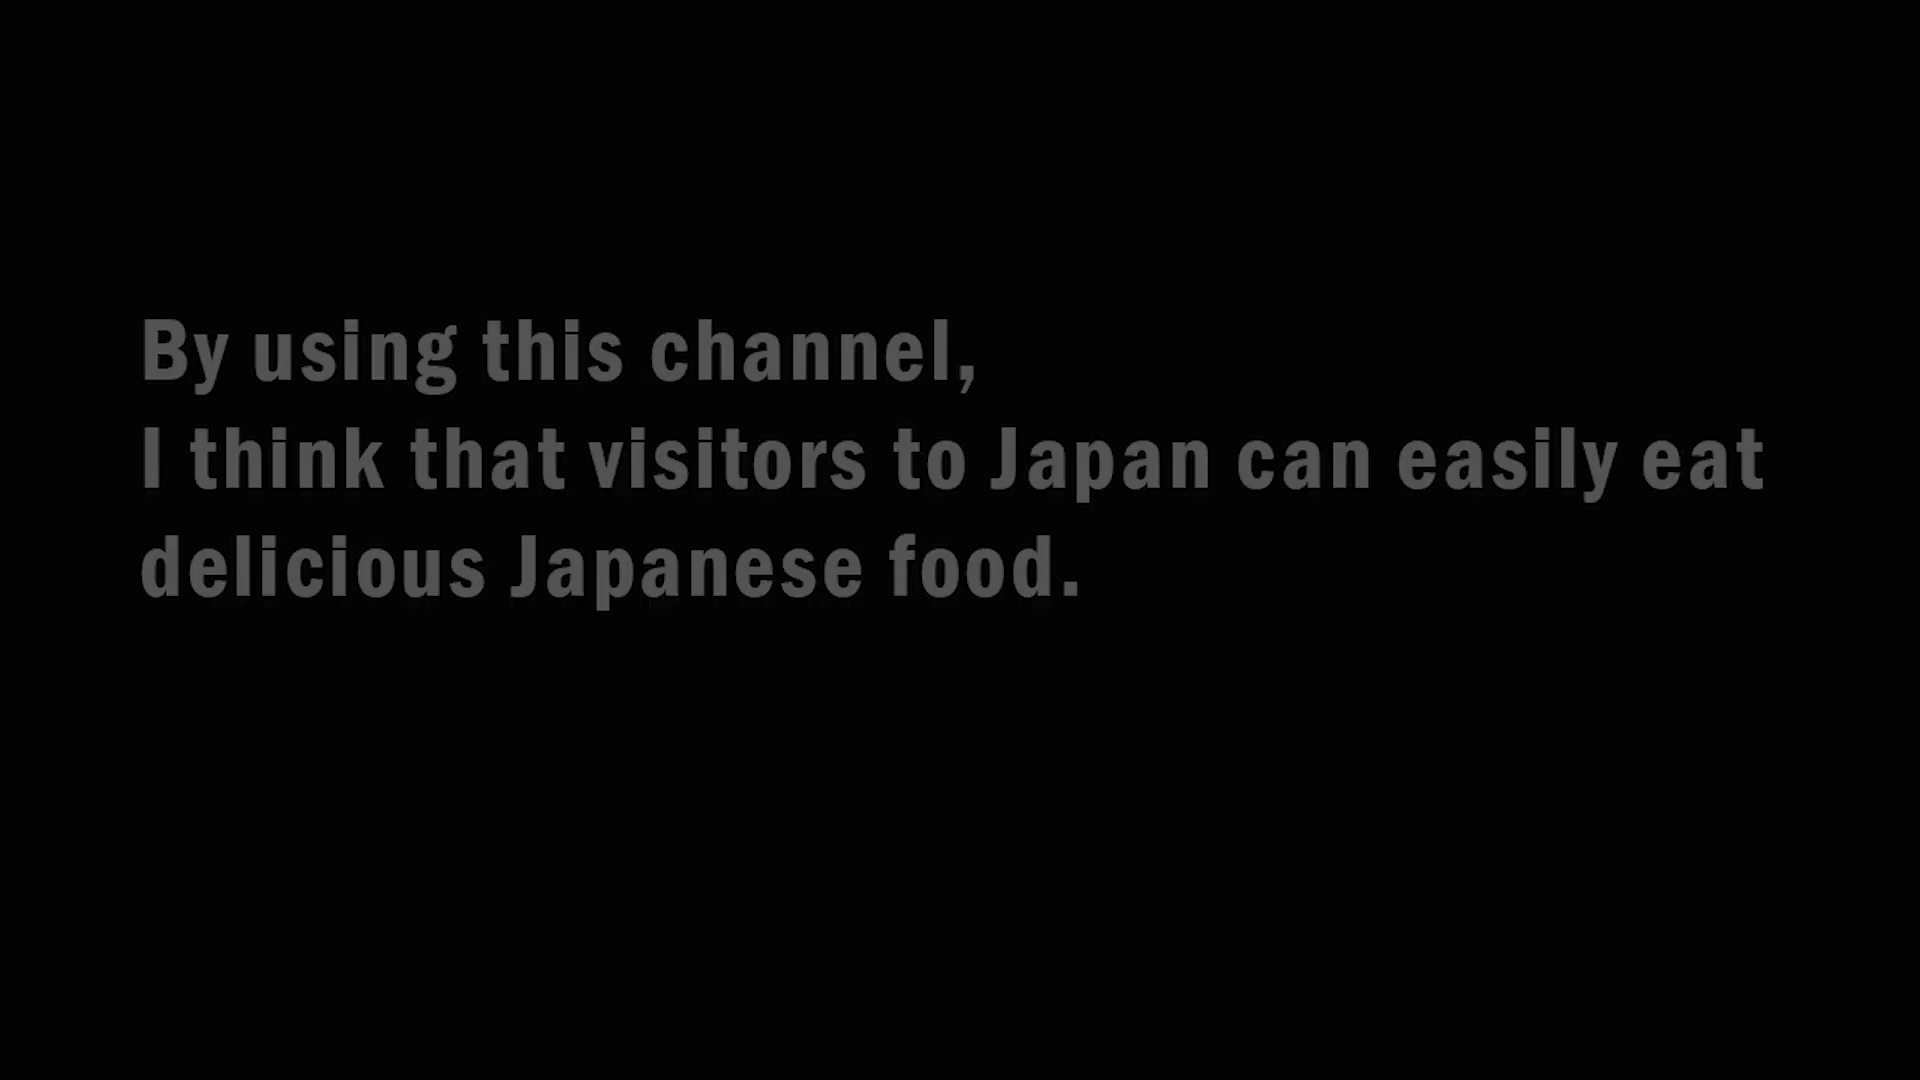 By using this channel,
I think that visitors to Japan can easily eat
delicious Japanese food.